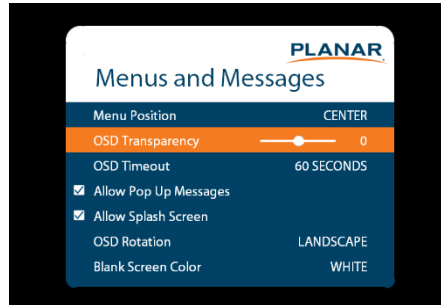 PLANAR
Menus and Messages
Menu Position CENTER
OSD Transparency 0
OSD Timeout 60 SECONDS
Allow Pop Up Messages
Allow Splash Screen
OSD Rotation LANDSCAPE
Blank Screen Color WHITE